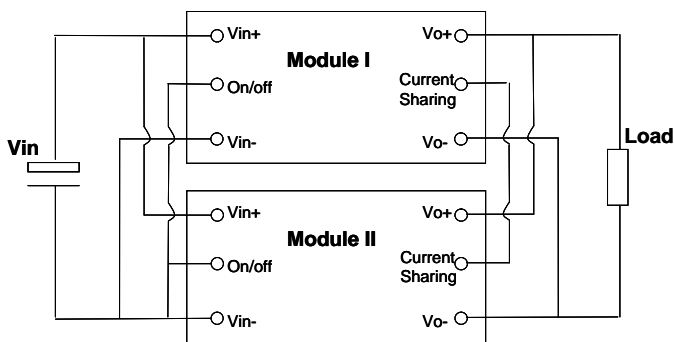 Vin+
Module I
Vo+
On/off
Current
Sharing
Vin-
Vo-
Vin
Load
Vin+
Module II
Vo+
On/off
Current
Sharing
Vin-
Vo-